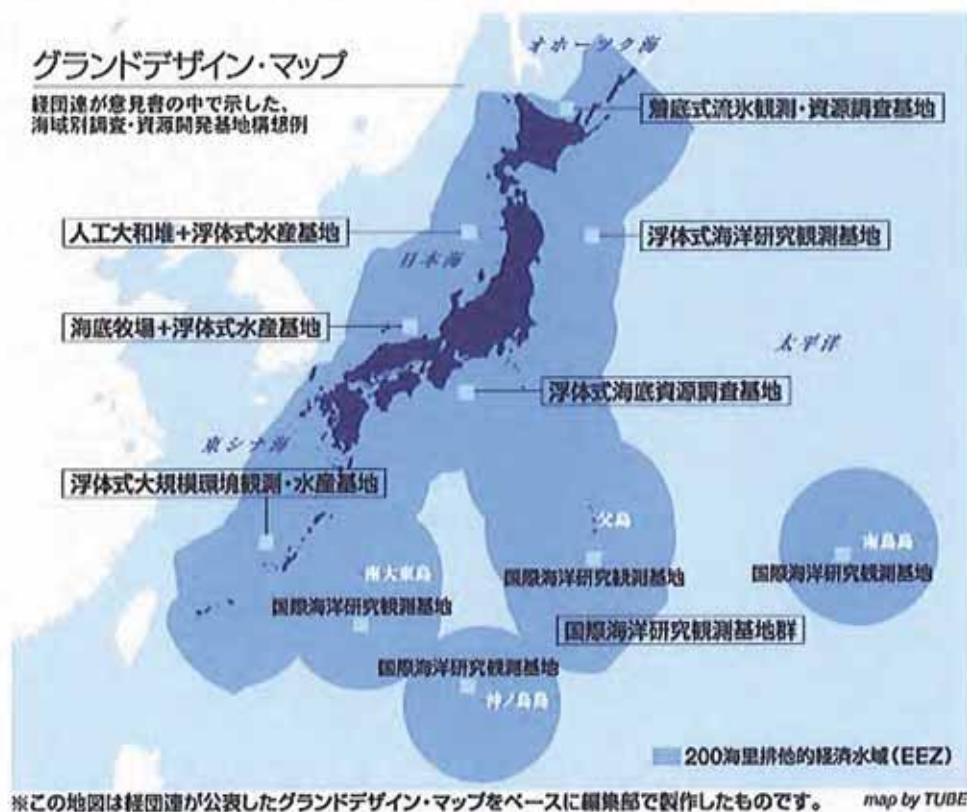 グランドデザイン・マップ
経団連が意見書の中で示した、
海域別調査・資源開発基地構想例
オホーツク海
着底式流氷観測・資源調査基地
人工大和堆+浮体式水産基地
浮体式海洋研究観測基地
日本海
海底牧場+浮体式水産基地
太平洋
浮体式海底資源調査基地
東シナ海
浮体式大規模環境観測・水産基地
父島
国際海洋研究観測基地
南鳥島
国際海洋研究観測基地
南大東島
国際海洋研究観測基地
国際海洋研究観測基地群
国際海洋研究観測基地
沖ノ鳥島
200海里排他的経済水域(EEZ)
※この地図は経団連が公表したグランドデザイン・マップをベースに編集部で製作したものです。
map by TUBE